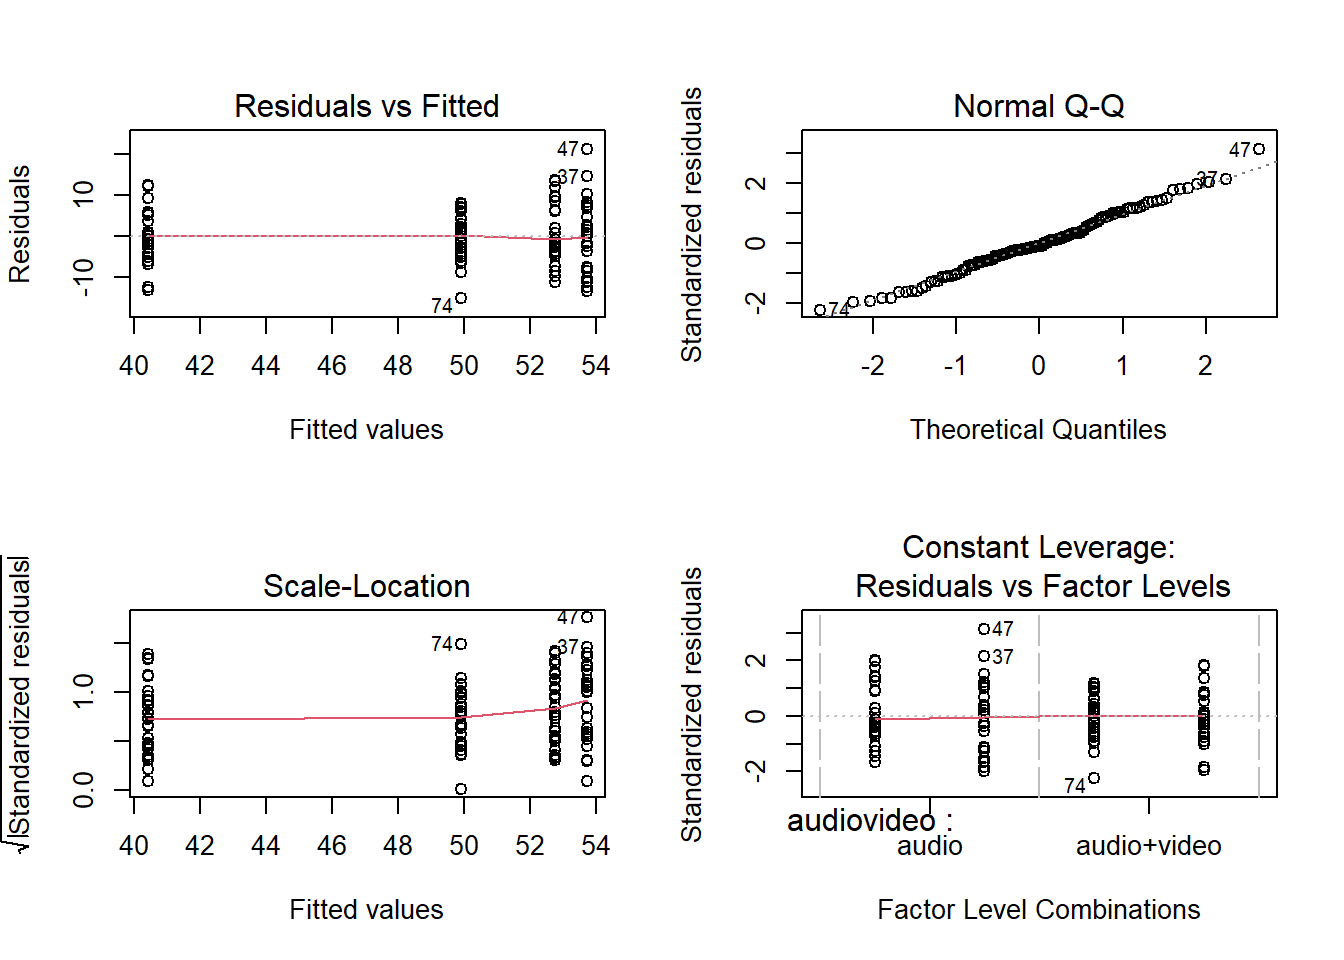 Residuals vs Fitted
Residuals
10
-10
47
37
74
40 42 44 46 48 50 52 54
Fitted values
Normal Q-Q
Standardized residuals
2
0
-2
47
37
74
-2 -1 0 1 2
Theoretical Quantiles
Scale-Location
√|Standardized residuals|
1.0
0.0
47
74
37
40 42 44 46 48 50 52 54
Fitted values
Constant Leverage:
Residuals vs Factor Levels
Standardized residuals
2
0
-2
47
37
74
audiovideo :
audio audio+video
Factor Level Combinations